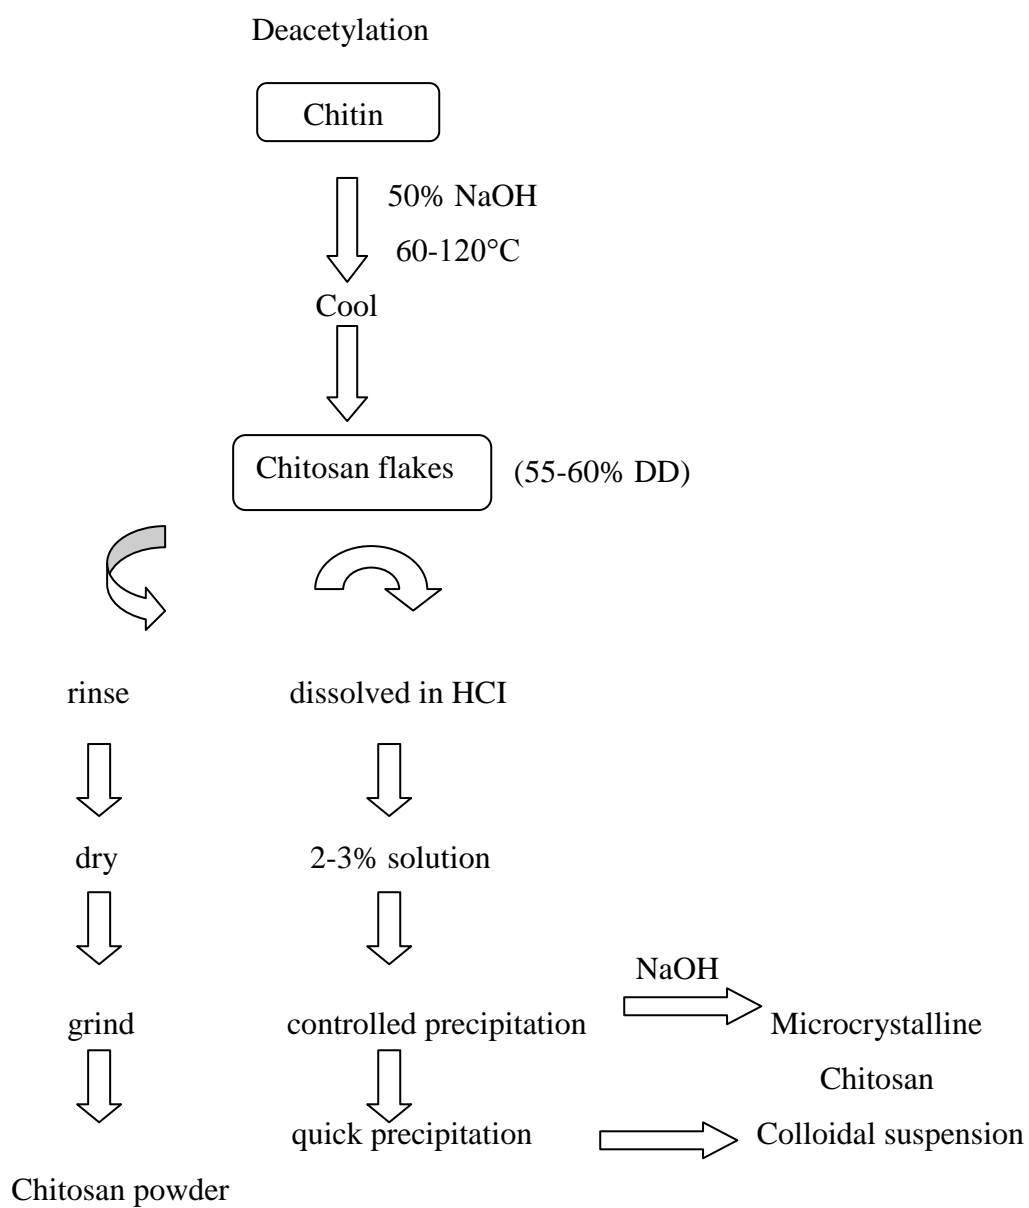 Deacetylation
Chitin
50% NaOH
60-120°C
Cool
Chitosan flakes
(55-60% DD)
rinse
dissolved in HCI
dry
2-3% solution
NaOH
grind
controlled precipitation
Microcrystalline
Chitosan
quick precipitation
Colloidal suspension
Chitosan powder